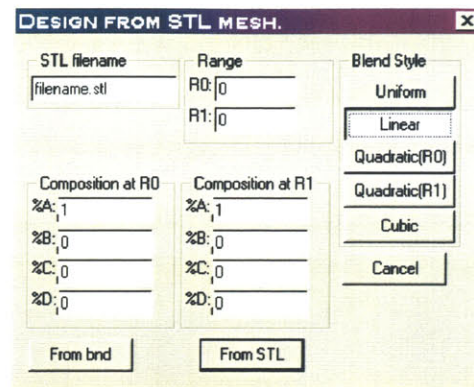 DESIGN FROM STL MESH.
STL filename
filename.stl
Range
R0: 0
R1: 0
Blend Style
Uniform
Linear
Quadratic(R0)
Quadratic(R1)
Cubic
Cancel
Composition at R0
%A: 1
%B: 0
%C: 0
%D: 0
Composition at R1
%A: 1
%B: 0
%C: 0
%D: 0
From bnd
From STL